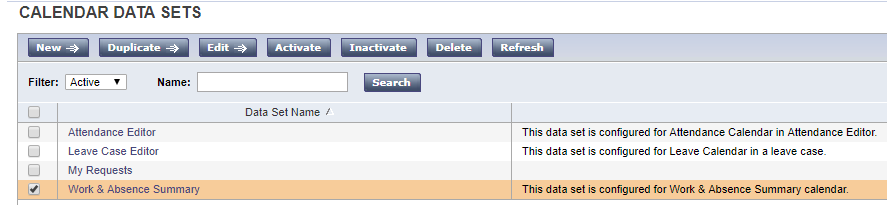 CALENDAR DATA SETS
New Duplicate Edit Activate Inactivate Delete Refresh
Filter: Active Name: Search
Data Set Name
Attendance Editor This data set is configured for Attendance Calendar in Attendance Editor.
Leave Case Editor This data set is configured for Leave Calendar in a leave case.
My Requests
Work & Absence Summary This data set is configured for Work & Absence Summary calendar.